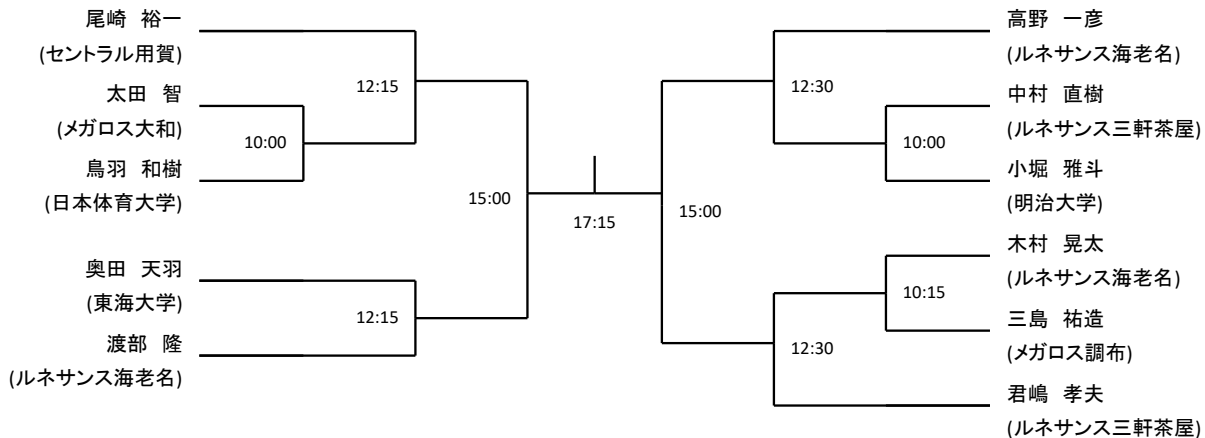 尾崎 裕一
(セントラル用賀)
太田 智
(メガロス大和)
鳥羽 和樹
(日本体育大学)
奥田 天羽
(東海大学)
渡部 隆
(ルネサンス海老名)
12:15
10:00
15:00
12:15
17:15
15:00
12:30
10:00
10:15
12:30
高野 一彦
(ルネサンス海老名)
中村 直樹
(ルネサンス三軒茶屋)
小堀 雅斗
(明治大学)
木村 晃太
(ルネサンス海老名)
三島 祐造
(メガロス調布)
君嶋 孝夫
(ルネサンス三軒茶屋)